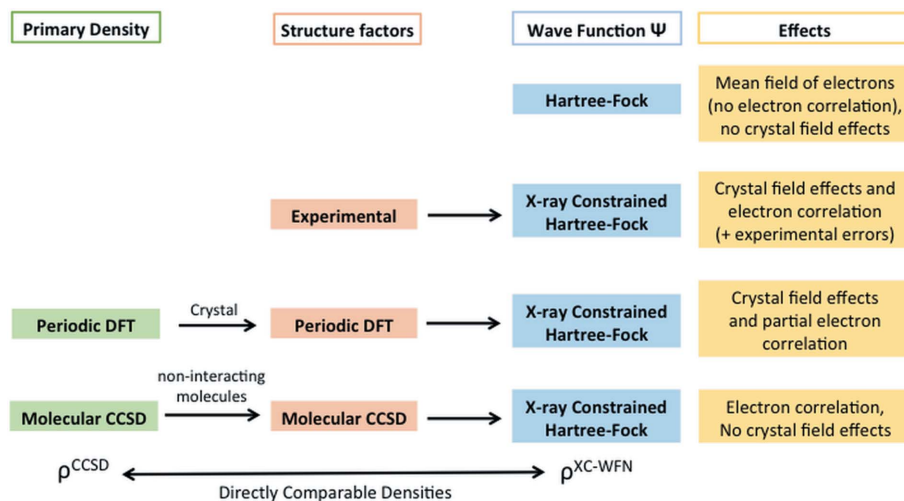 Primary Density
Structure factors
Wave Function Ψ
Effects
Hartree-Fock
Mean field of electrons
(no electron correlation),
no crystal field effects
Experimental
X-ray Constrained
Hartree-Fock
Crystal field effects and
electron correlation
(+ experimental errors)
Periodic DFT
Crystal
Periodic DFT
X-ray Constrained
Hartree-Fock
Crystal field effects
and partial electron
correlation
Molecular CCSD
non-interacting
molecules
Molecular CCSD
X-ray Constrained
Hartree-Fock
Electron correlation,
No crystal field effects
ρCCSD
ρXC-WFN
Directly Comparable Densities